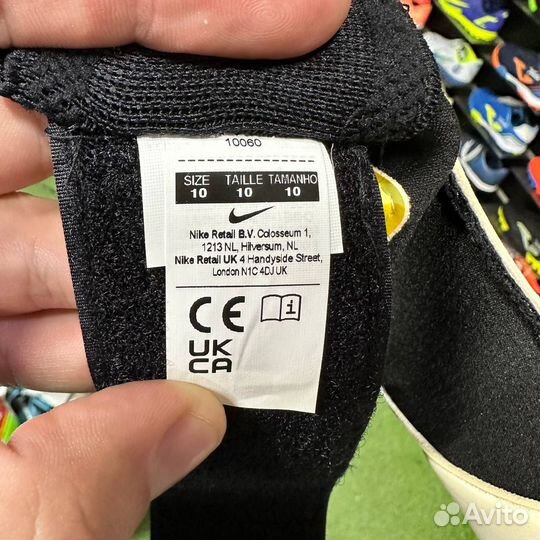 10060
SIZE TAILLE TAMANHO
10 10 10
Nike Retail B.V. Colosseum 1,
1213 NL, Hilversum, NL
Nike Retail UK 4 Handyside Street,
London N1C 4DJ UK
CE
i
UK
CA
Avito